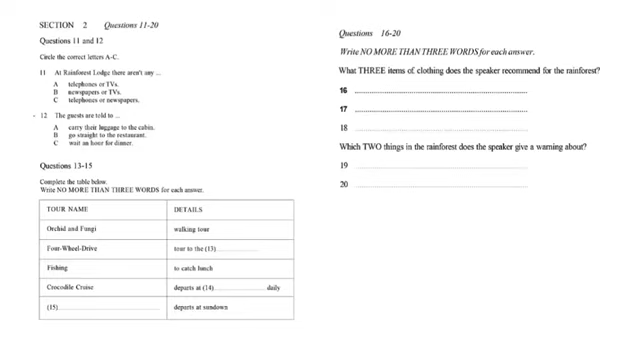 SECTION 2 Questions 11-20
Questions 11 and 12
Circle the correct letters A-C.
11 At Rainforest Lodge there aren't any ...
A telephones or TVs.
B newspapers or TVs.
C telephones or newspapers.
- 12 The guests are told to ...
A carry their luggage to the cabin.
B go straight to the restaurant.
C wait an hour for dinner.
Questions 13-15
Complete the table below.
Write NO MORE THAN THREE WORDS for each answer.
TOUR NAME DETAILS
Orchid and Fungi walking tour
Four-Wheel-Drive tour to the (13)....................
Fishing to catch lunch
Crocodile Cruise departs at (14).................... daily
(15).................... departs at sundown
Questions 16-20
Write NO MORE THAN THREE WORDS for each answer.
What THREE items of clothing does the speaker recommend for the rainforest?
16 ....................
17 ....................
18 ....................
Which TWO things in the rainforest does the speaker give a warning about?
19 ....................
20 ....................